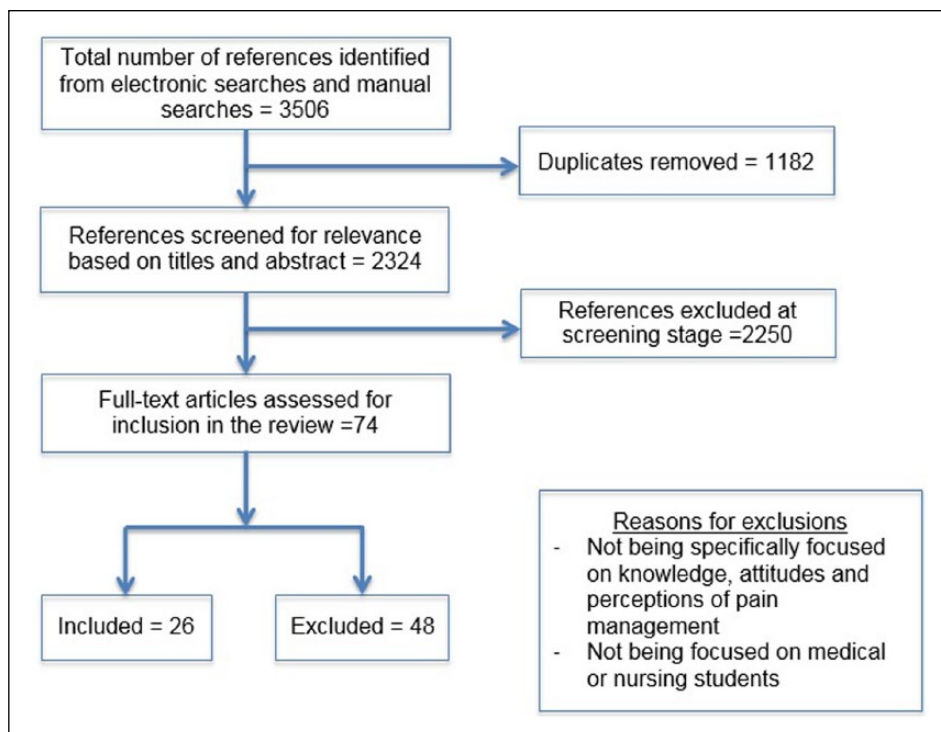 Total number of references identified
from electronic searches and manual
searches = 3506
Duplicates removed = 1182
References screened for relevance
based on titles and abstract = 2324
References excluded at
screening stage =2250
Full-text articles assessed for
inclusion in the review =74
Included = 26
Excluded = 48
Reasons for exclusions
- Not being specifically focused
on knowledge, attitudes and
perceptions of pain
management
- Not being focused on medical
or nursing students